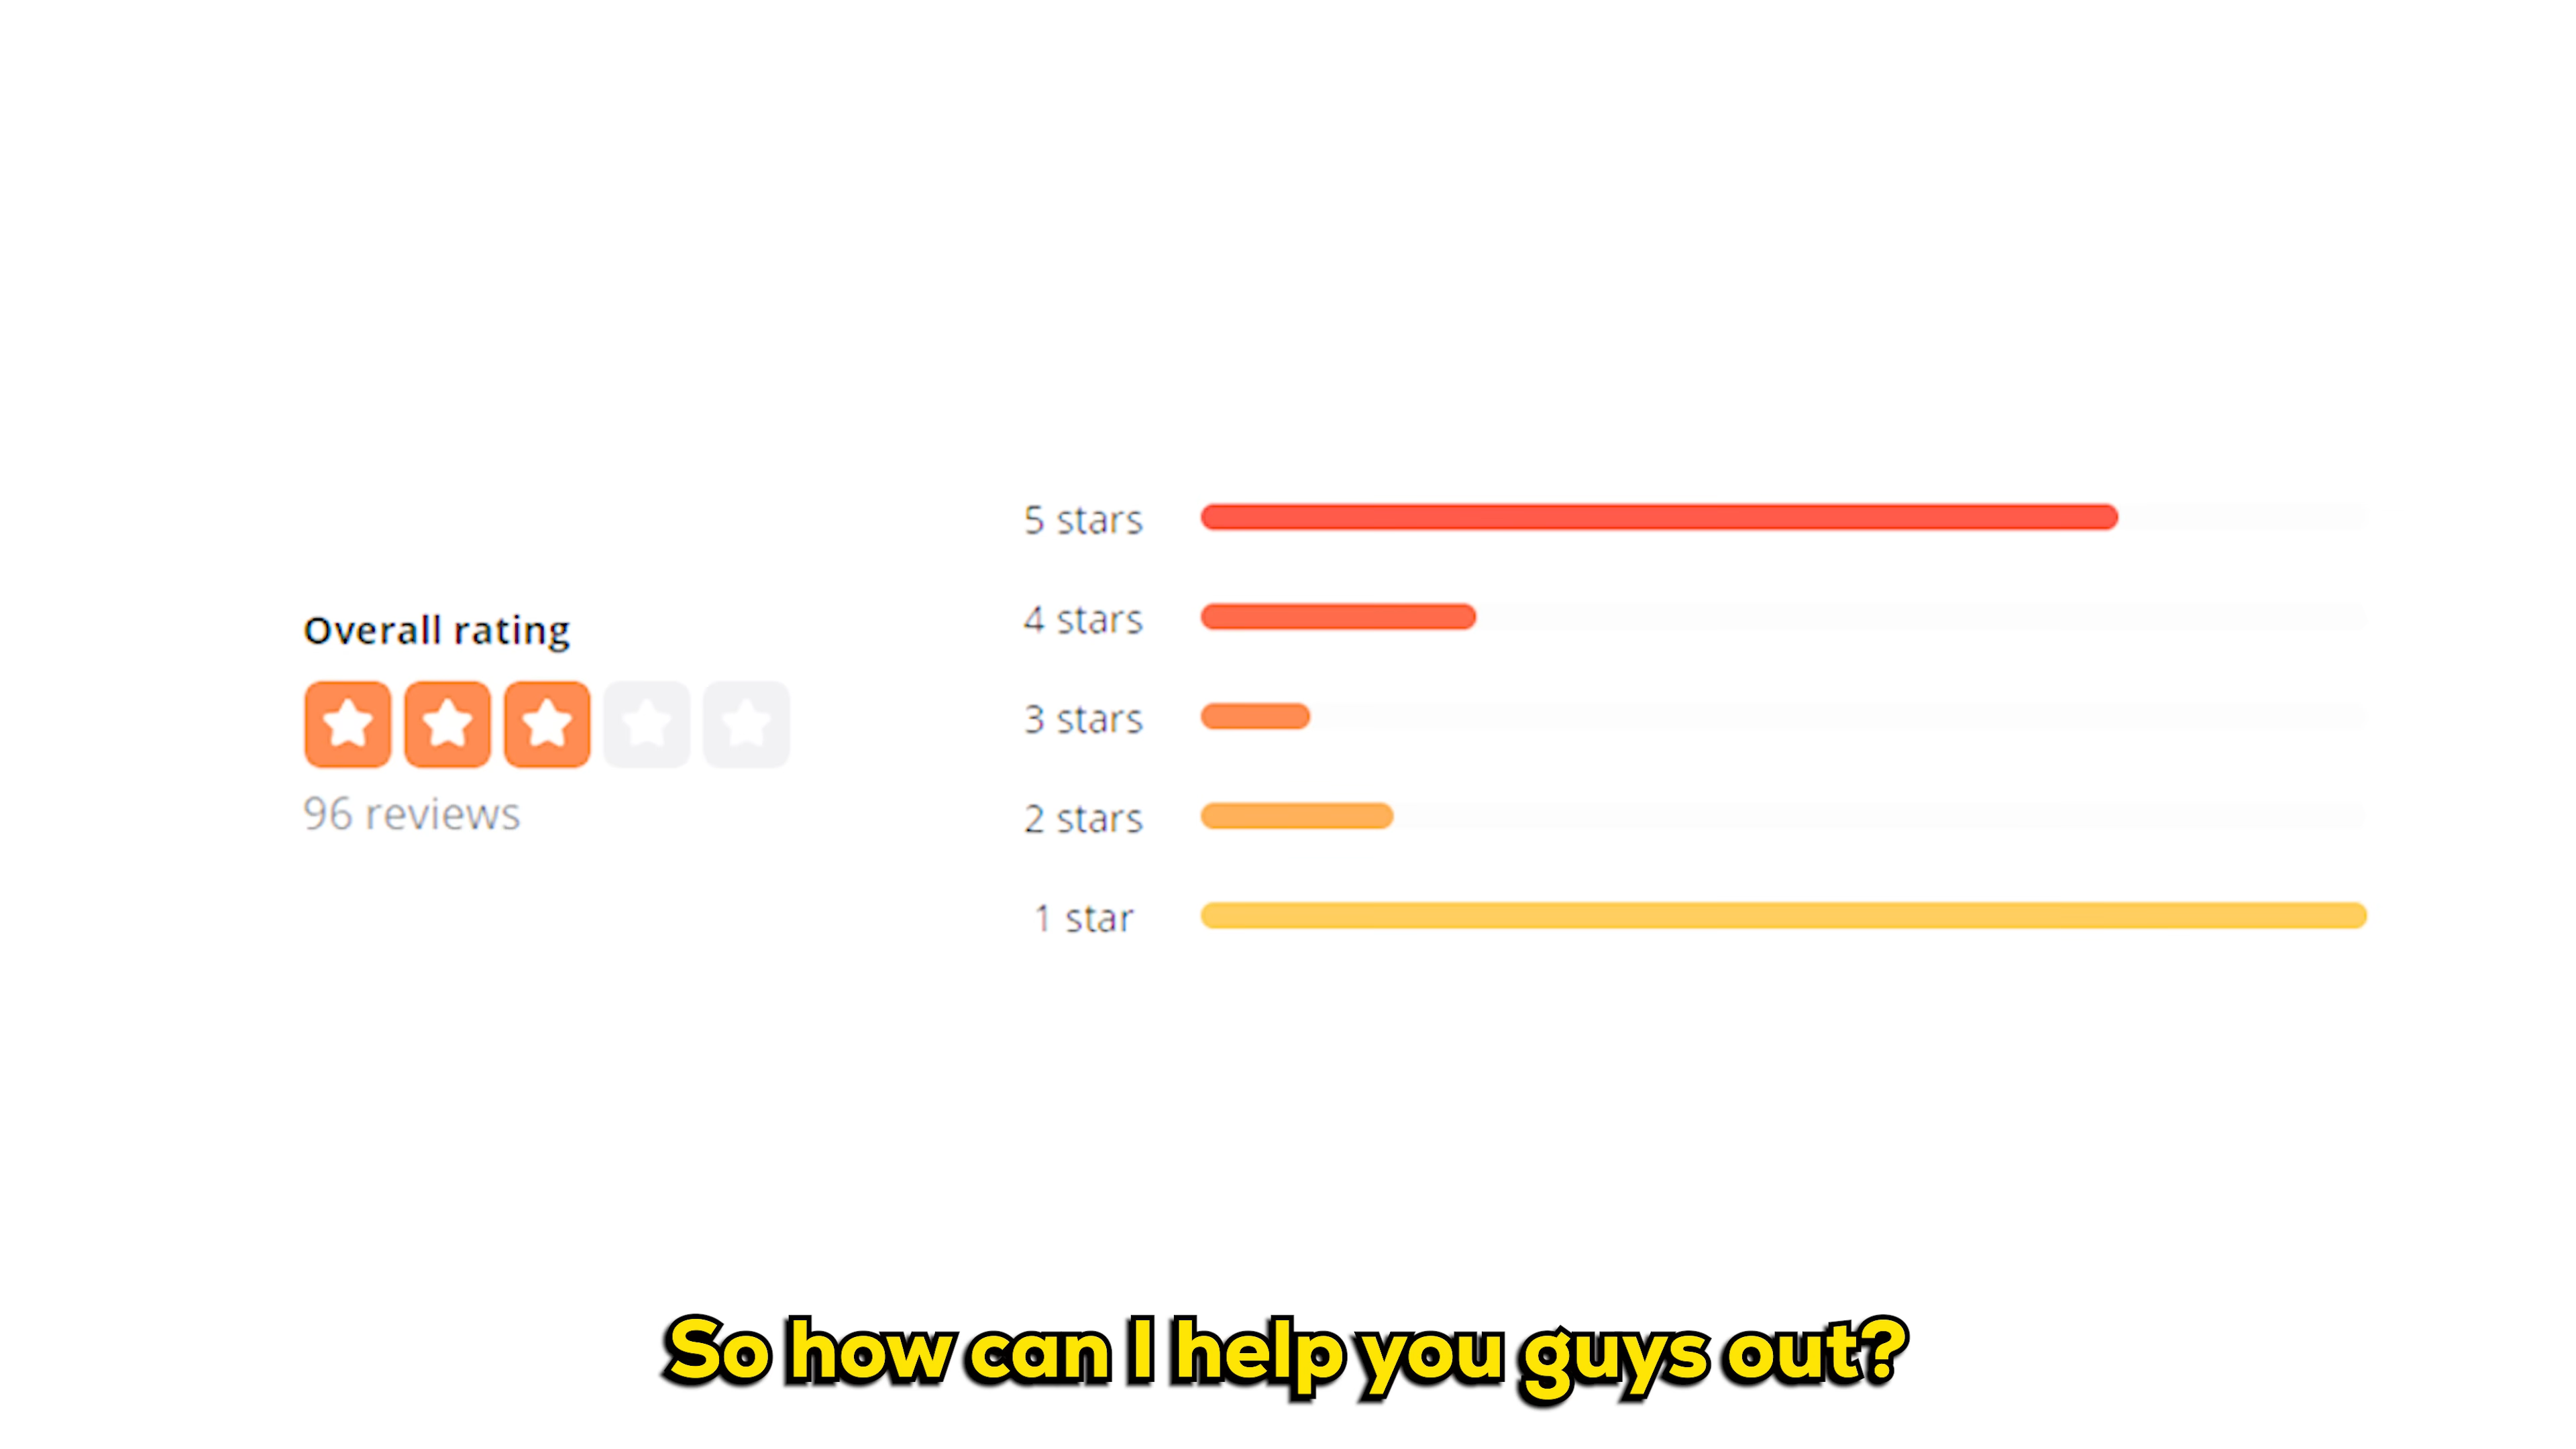 Overall rating
96 reviews
5 stars
4 stars
3 stars
2 stars
1 star
So how can I help you guys out?